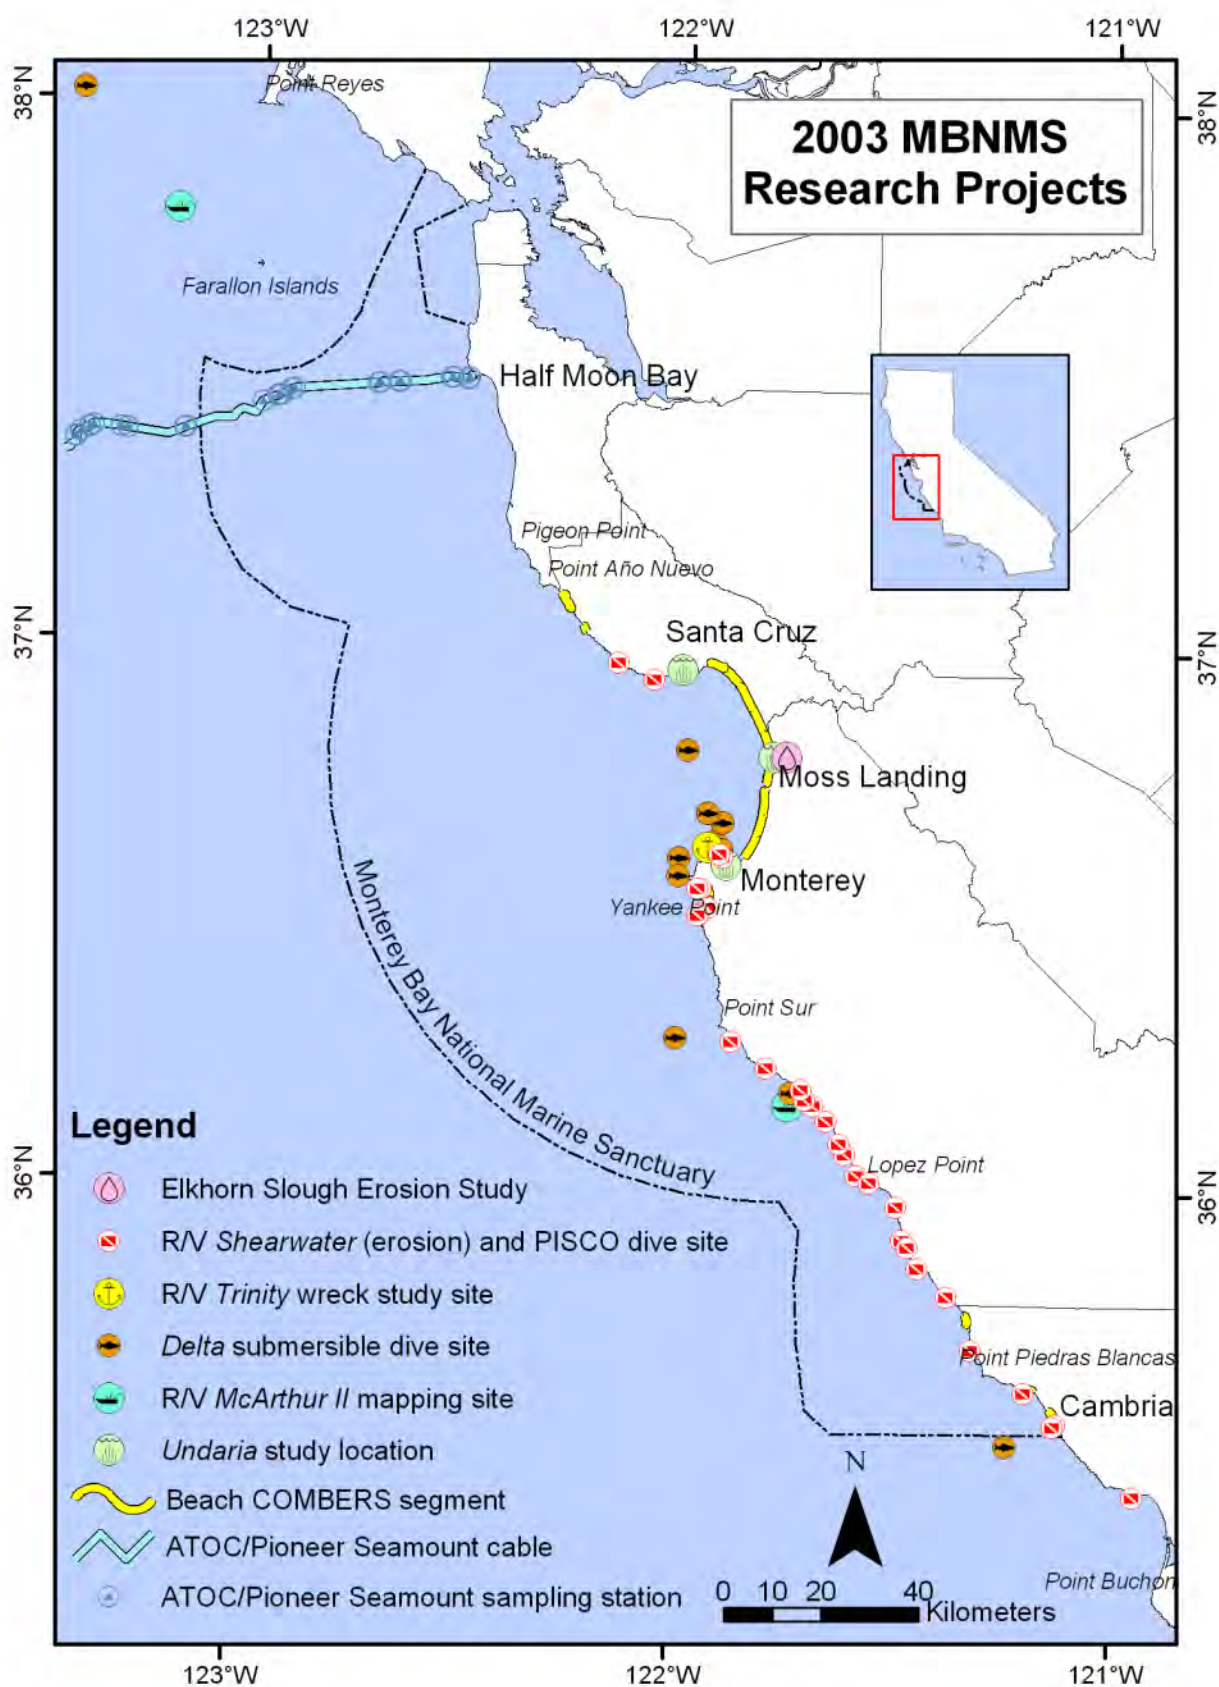 123°W
122°W
121°W
38°N
38°N
Point Reyes
2003 MBNMS
Research Projects
Farallon Islands
Half Moon Bay
Pigeon Point
Point Año Nuevo
37°N
37°N
Santa Cruz
Moss Landing
Monterey
Yankee Point
Monterey Bay National Marine Sanctuary
Point Sur
Lopez Point
36°N
36°N
Legend
Elkhorn Slough Erosion Study
R/V Shearwater (erosion) and PISCO dive site
R/V Trinity wreck study site
Delta submersible dive site
R/V McArthur II mapping site
Undaria study location
Beach COMBERS segment
ATOC/Pioneer Seamount cable
ATOC/Pioneer Seamount sampling station
Point Piedras Blancas
Cambria
N
Point Buchon
0 10 20 40
Kilometers
123°W
122°W
121°W